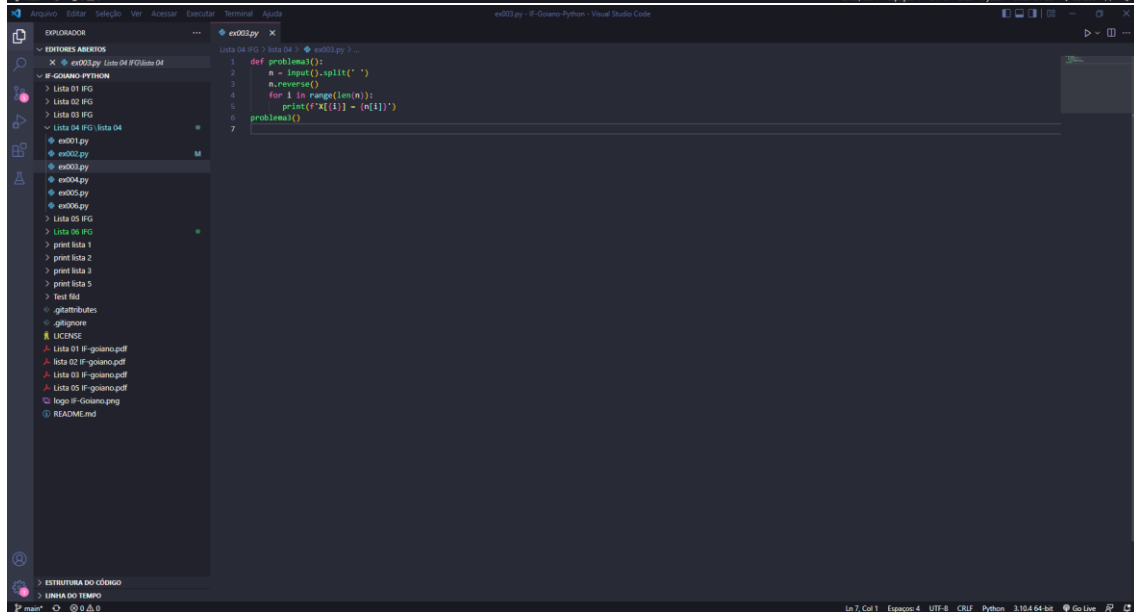 Arquivo Editar Seleção Ver Acessar Executar Terminal Ajuda
ex003.py - IF-Goiano-Python - Visual Studio Code
EXPLORADOR
EDITORES ABERTOS
ex003.py Lista 04 IFG\lista 04
IF-GOIANO-PYTHON
Lista 01 IFG
Lista 02 IFG
Lista 03 IFG
Lista 04 IFG\lista 04
ex001.py
ex002.py M
ex003.py
ex004.py
ex005.py
ex006.py
Lista 05 IFG
Lista 06 IFG
print lista 1
print lista 2
print lista 3
print lista 5
Test fild
.gitattributes
.gitignore
LICENSE
Lista 01 IF-goiano.pdf
lista 02 IF-goiano.pdf
Lista 03 IF-goiano.pdf
Lista 05 IF-goiano.pdf
logo IF-Goiano.png
README.md
ESTRUTURA DO CÓDIGO
LINHA DO TEMPO
ex003.py
Lista 04 IFG > lista 04 > ex003.py > ...
1 def problema3():
2 n = input().split(' ')
3 n.reverse()
4 for i in range(len(n)):
5 print(f'X[{i}] = {n[i]}')
6 problema3()
7
main* 0 0
Ln 7, Col 1 Espaços: 4 UTF-8 CRLF Python 3.10.4 64-bit Go Live